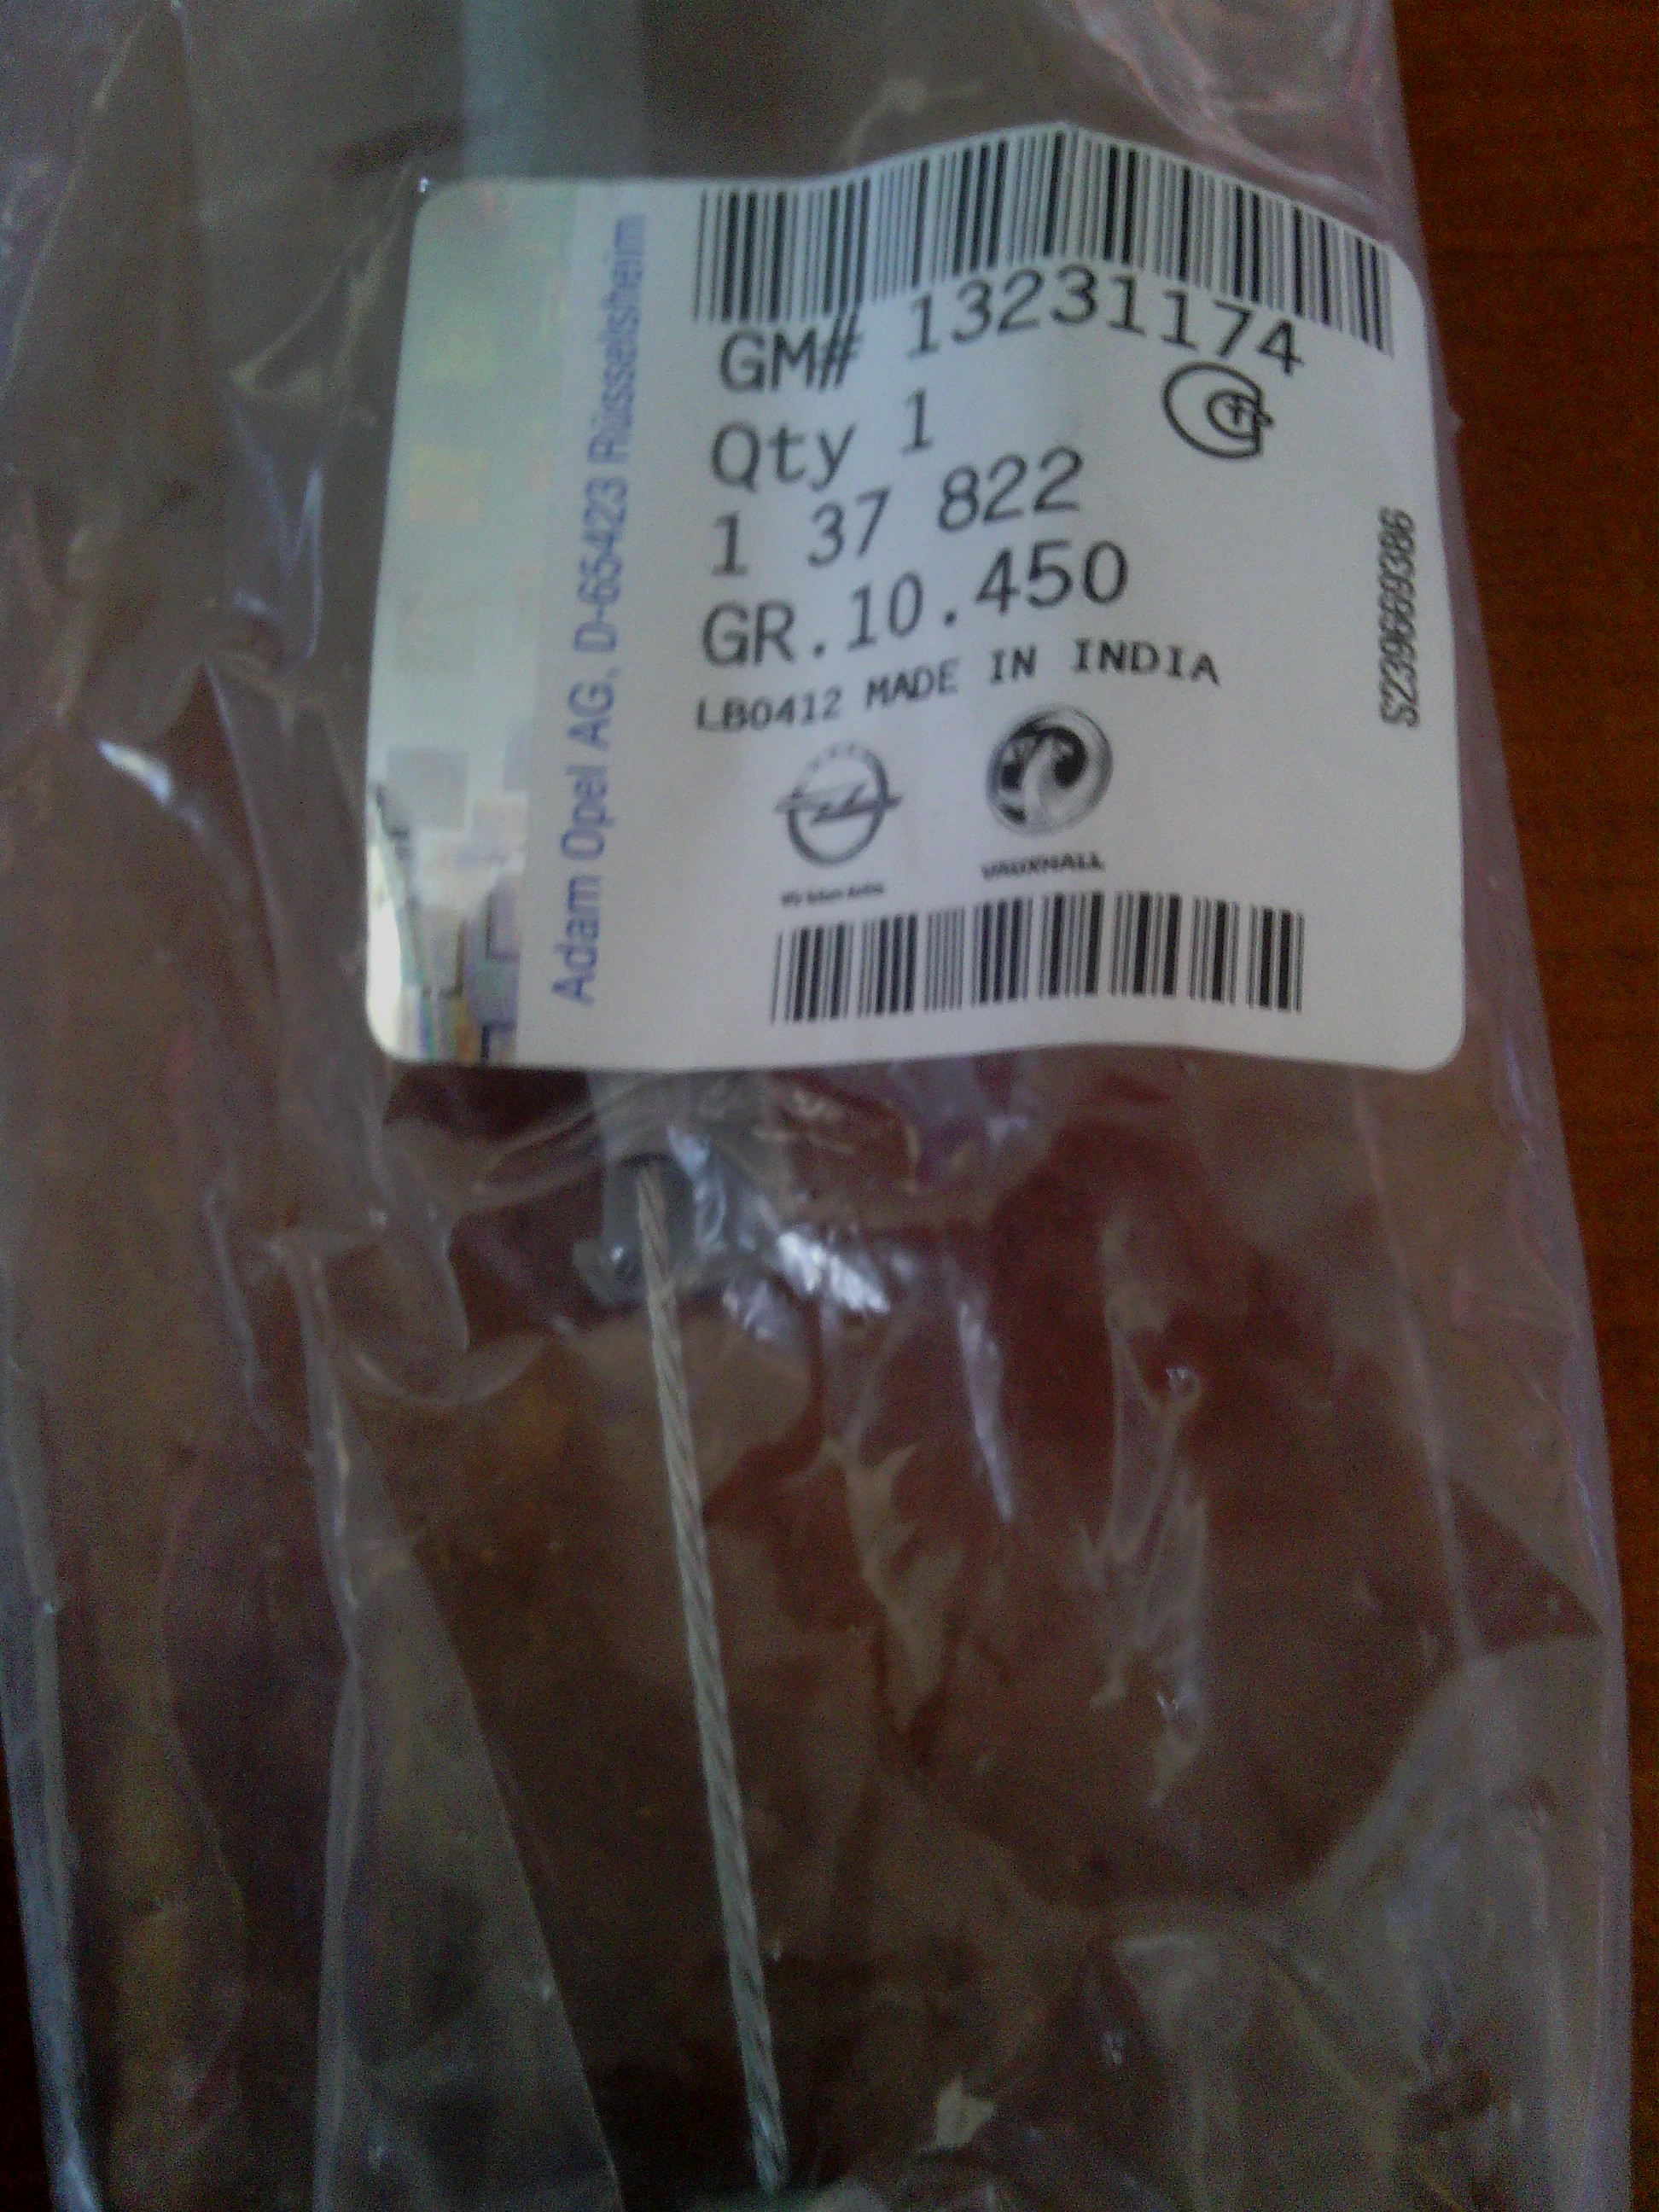 Adam Opel AG, D-65423 Rüsselsheim
GM# 13231174
Qty 1
1 37 822
GR.10.450
LB0412 MADE IN INDIA
VAUXHALL
S239669386